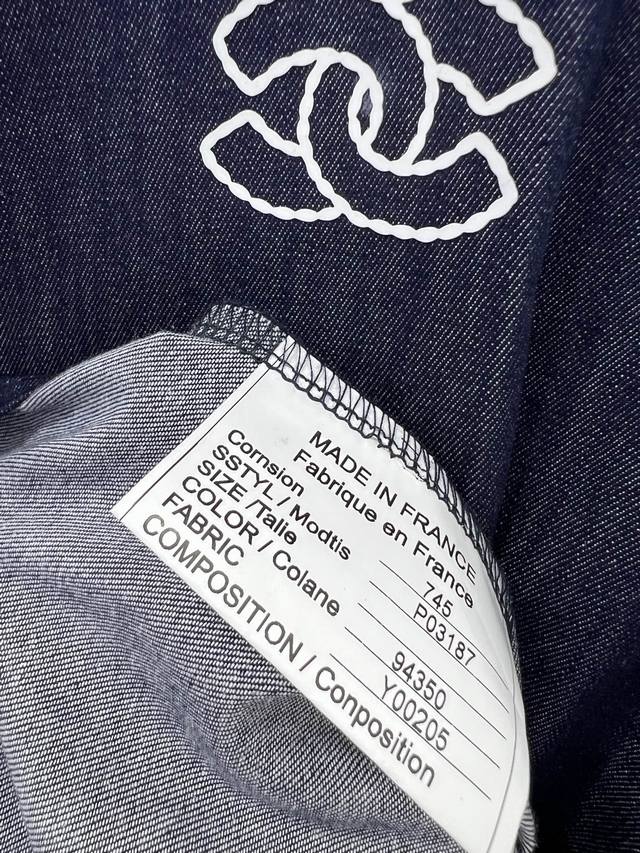 MADE IN FRANCE
Fabrique en France
Cornsion 745
SSTYL / Modtis P03187
SIZE /Talie
COLOR / Colane 94350
FABRIC Y00205
COMPOSITION / Conposition